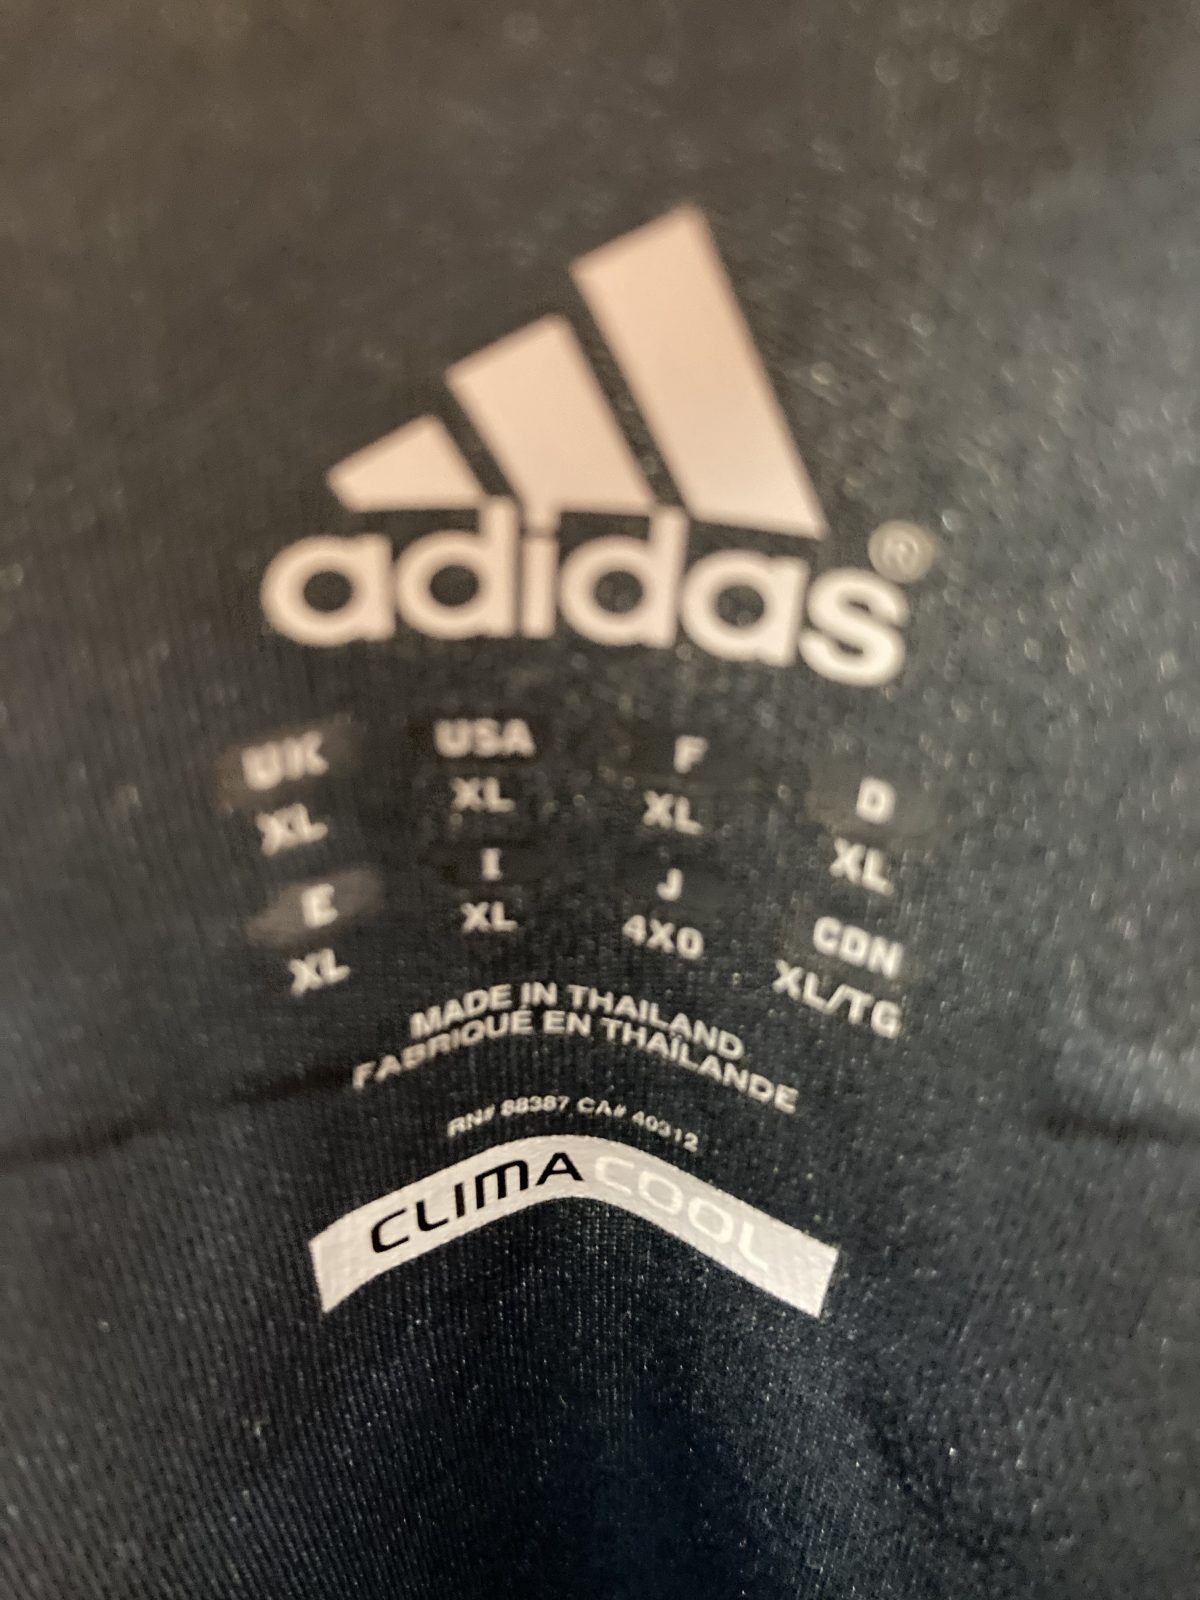 adidas®
UK USA F D
XL XL XL XL
E I J CDN
XL XL 4XO XL/TG
MADE IN THAILAND
FABRIQUÉ EN THAÏLANDE
RN# 88387 CA# 40312
CLIMACOOL